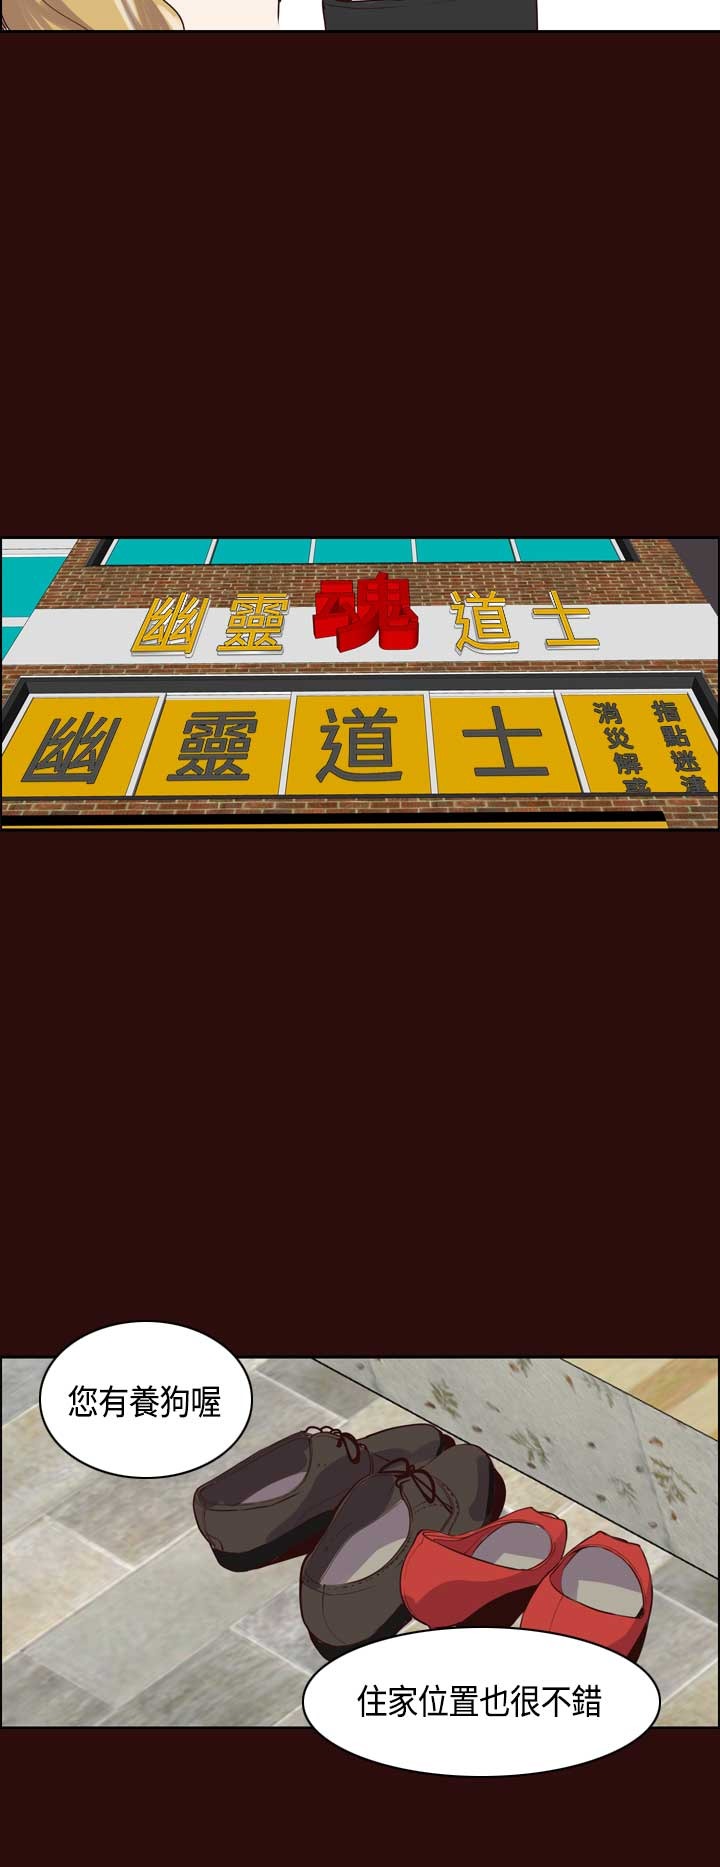 幽靈魂道士
幽靈道士
指點迷津
消災解惑
您有養狗喔
住家位置也很不錯